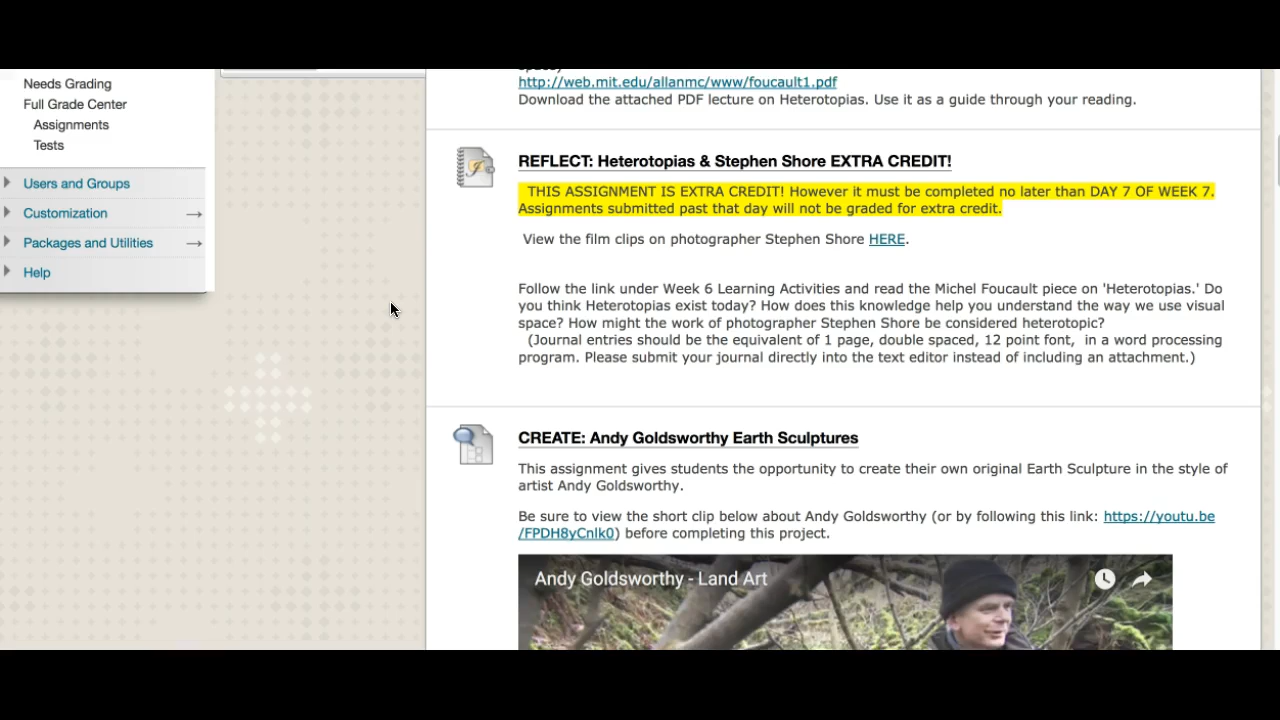 Needs Grading
Full Grade Center
Assignments
Tests
Users and Groups
Customization
Packages and Utilities
Help
http://web.mit.edu/allanmc/www/foucault1.pdf
Download the attached PDF lecture on Heterotopias. Use it as a guide through your reading.
REFLECT: Heterotopias & Stephen Shore EXTRA CREDIT!
THIS ASSIGNMENT IS EXTRA CREDIT! However it must be completed no later than DAY 7 OF WEEK 7.
Assignments submitted past that day will not be graded for extra credit.
View the film clips on photographer Stephen Shore HERE.
Follow the link under Week 6 Learning Activities and read the Michel Foucault piece on 'Heterotopias.' Do
you think Heterotopias exist today? How does this knowledge help you understand the way we use visual
space? How might the work of photographer Stephen Shore be considered heterotopic?
(Journal entries should be the equivalent of 1 page, double spaced, 12 point font, in a word processing
program. Please submit your journal directly into the text editor instead of including an attachment.)
CREATE: Andy Goldsworthy Earth Sculptures
This assignment gives students the opportunity to create their own original Earth Sculpture in the style of
artist Andy Goldsworthy.
Be sure to view the short clip below about Andy Goldsworthy (or by following this link: https://youtu.be
/FPDH8yCnlk0) before completing this project.
Andy Goldsworthy - Land Art